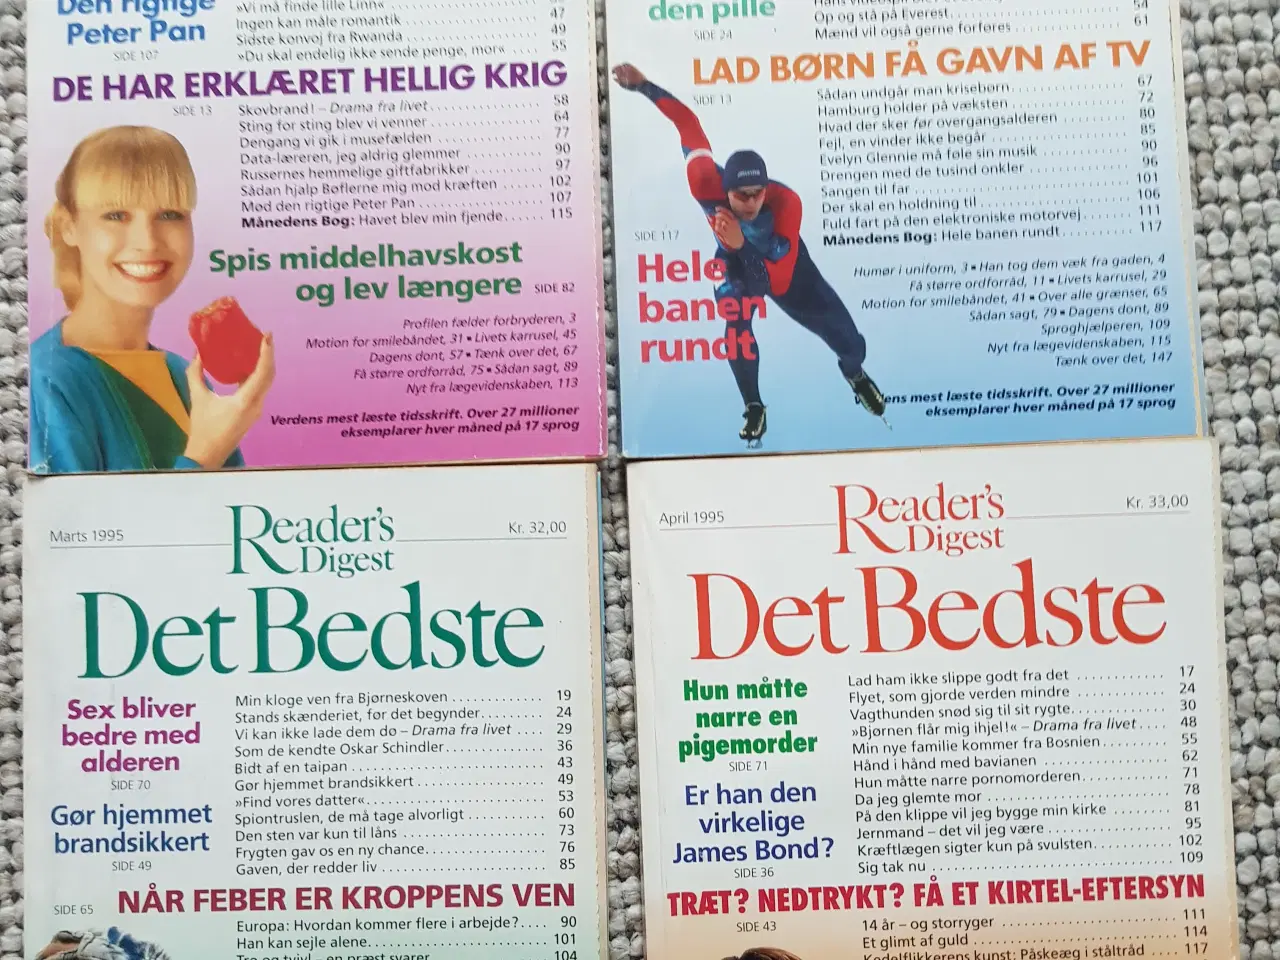 Den rigtige
Peter Pan
SIDE 107
»Vi må finde lille Linn«
Ingen kan måle romantik 47
Sidste konvoj fra Rwanda 49
»Du skal endelig ikke sende penge, mor« 55
DE HAR ERKLÆRET HELLIG KRIG
SIDE 13
Skovbrand! – Drama fra livet 58
Sting for sting blev vi venner 64
Dengang vi gik i musefælden 77
Data-læreren, jeg aldrig glemmer 90
Russernes hemmelige giftfabrikker 97
Sådan hjalp Bøflerne mig mod kræften 102
Mød den rigtige Peter Pan 107
Månedens Bog: Havet blev min fjende 115
Spis middelhavskost
og lev længere SIDE 82
Profilen fælder forbryderen, 3
Motion for smilebåndet, 31 • Livets karrusel, 45
Dagens dont, 57 • Tænk over det, 67
Få større ordforråd, 75 • Sådan sagt, 89
Nyt fra lægevidenskaben, 113
Verdens mest læste tidsskrift. Over 27 millioner
eksemplarer hver måned på 17 sprog
den pille
SIDE 24
54
Op og stå på Everest 61
Mænd vil også gerne forføres
LAD BØRN FÅ GAVN AF TV
SIDE 13
Sådan undgår man krisebørn 67
Hamburg holder på væksten 72
Hvad der sker før overgangsalderen 80
Fejl, en vinder ikke begår 85
Evelyn Glennie må føle sin musik 90
Drengen med de tusind onkler 96
Sangen til far 101
Der skal en holdning til 106
Fuld fart på den elektroniske motorvej 111
Månedens Bog: Hele banen rundt 117
SIDE 117
Hele
banen
rundt
Humør i uniform, 3 • Han tog dem væk fra gaden, 4
Få større ordforråd, 11 • Livets karrusel, 29
Motion for smilebåndet, 41 • Over alle grænser, 65
Sådan sagt, 79 • Dagens dont, 89
Sproghjælperen, 109
Nyt fra lægevidenskaben, 115
Tænk over det, 147
ens mest læste tidsskrift. Over 27 millioner
eksemplarer hver måned på 17 sprog
Marts 1995
Reader's
Digest
Kr. 32,00
Det Bedste
Sex bliver
bedre med
alderen
SIDE 70
Gør hjemmet
brandsikkert
SIDE 49
Min kloge ven fra Bjørneskoven 19
Stands skænderiet, før det begynder 24
Vi kan ikke lade dem dø – Drama fra livet 29
Som de kendte Oskar Schindler 36
Bidt af en taipan 43
Gør hjemmet brandsikkert 49
»Find vores datter« 53
Spiontruslen, de må tage alvorligt 60
Den sten var kun til låns 73
Frygten gav os en ny chance 76
Gaven, der redder liv 85
SIDE 65
NÅR FEBER ER KROPPENS VEN
Europa: Hvordan kommer flere i arbejde? 90
Han kan sejle alene 101
Tro og tvivl – en præst svarer 104
April 1995
Reader's
Digest
Kr. 33,00
Det Bedste
Hun måtte
narre en
pigemorder
SIDE 71
Er han den
virkelige
James Bond?
SIDE 36
Lad ham ikke slippe godt fra det 17
Flyet, som gjorde verden mindre 24
Vagthunden snød sig til sit rygte 30
»Bjørnen flår mig ihjel!« – Drama fra livet 48
Min nye familie kommer fra Bosnien 55
Hånd i hånd med bavianen 62
Hun måtte narre pornomorderen 71
Da jeg glemte mor 78
På den klippe vil jeg bygge min kirke 81
Jernmand – det vil jeg være 95
Kræftlægen sigter kun på svulsten 102
Sig tak nu 109
TRÆT? NEDTRYKT? FÅ ET KIRTEL-EFTERSYN
SIDE 43
14 år – og storryger 111
Et glimt af guld 114
Kedelflikkerens kunst: Påskeæg i ståltråd 117